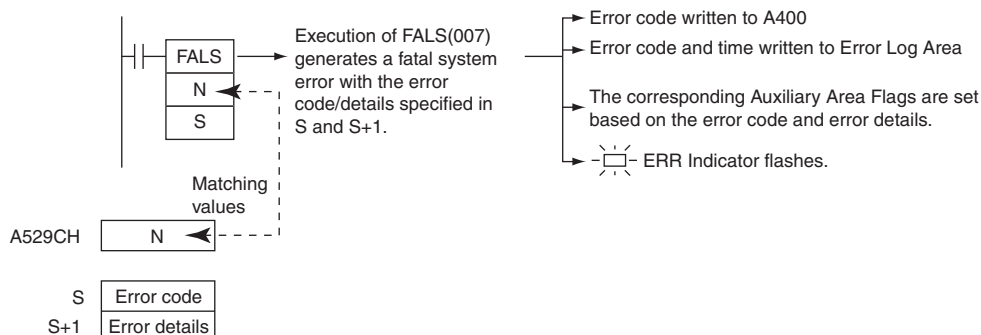 FALS
N
S
Execution of FALS(007)
generates a fatal system
error with the error
code/details specified in
S and S+1.
Error code written to A400
Error code and time written to Error Log Area
The corresponding Auxiliary Area Flags are set
based on the error code and error details.
ERR Indicator flashes.
Matching
values
A529CH N
S Error code
S+1 Error details